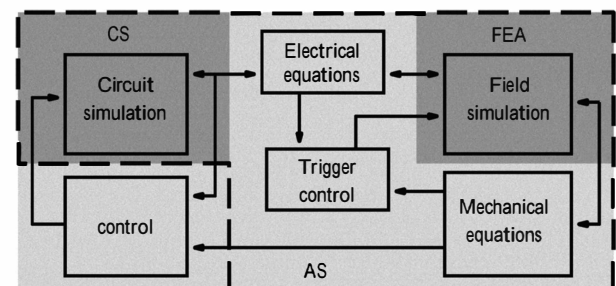 CS
FEA
Electrical
equations
Circuit
simulation
Field
simulation
Trigger
control
control
Mechanical
equations
AS